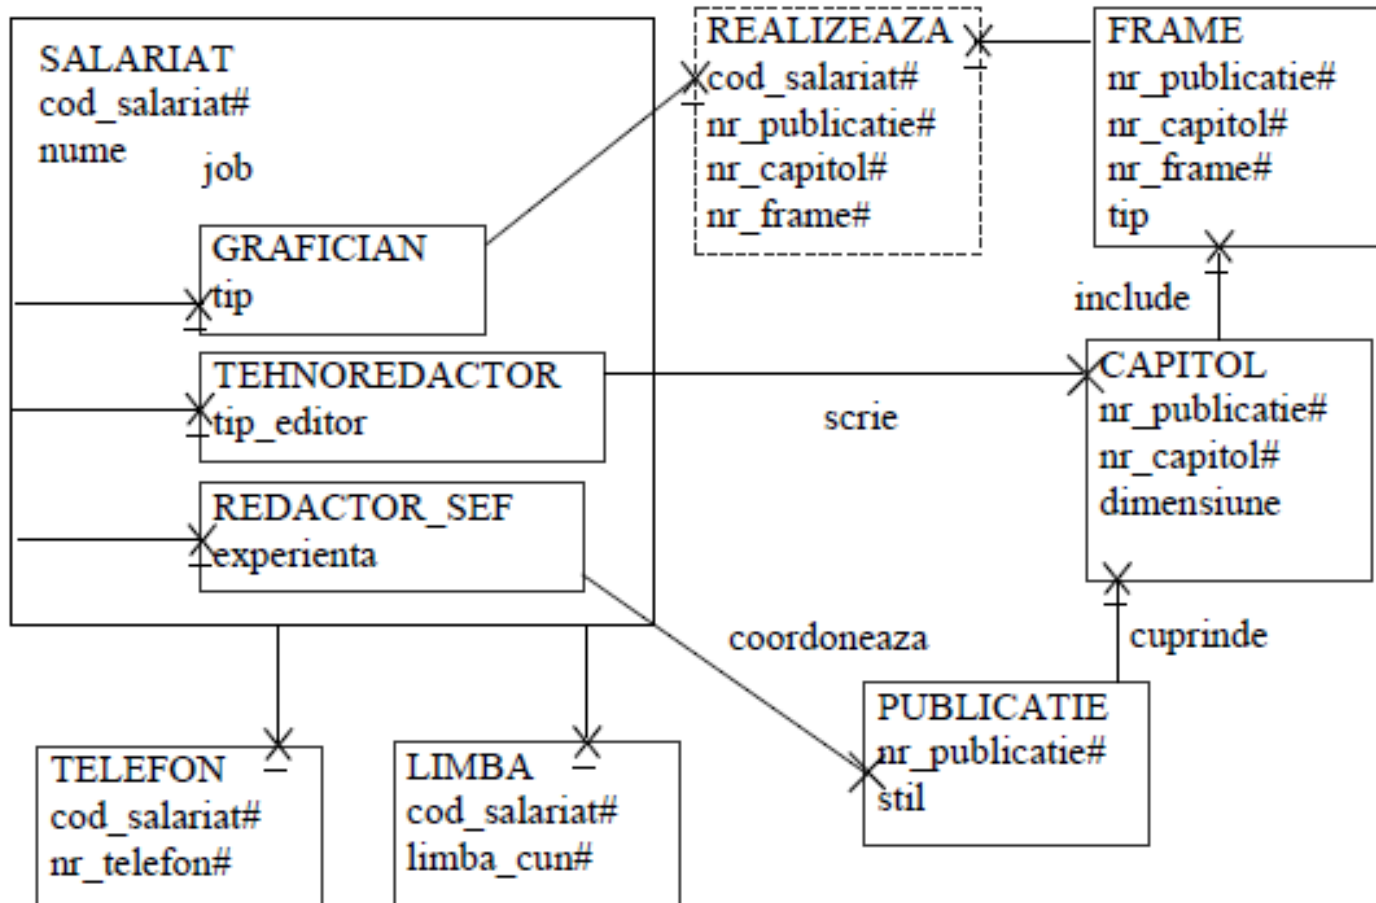 SALARIAT
cod_salariat#
nume
job
GRAFICIAN
tip
TEHNOREDACTOR
tip_editor
REDACTOR_SEF
experienta
REALIZEAZA
cod_salariat#
nr_publicatie#
nr_capitol#
nr_frame#
FRAME
nr_publicatie#
nr_capitol#
nr_frame#
tip
include
scrie
CAPITOL
nr_publicatie#
nr_capitol#
dimensiune
coordoneaza
cuprinde
TELEFON
cod_salariat#
nr_telefon#
LIMBA
cod_salariat#
limba_cun#
PUBLICATIE
nr_publicatie#
stil